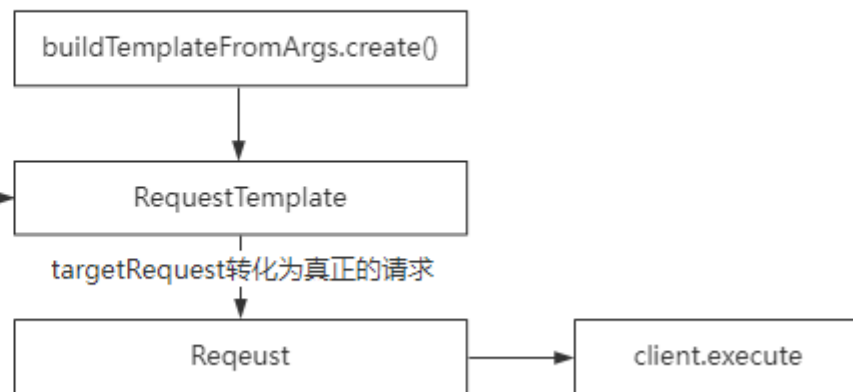 buildTemplateFromArgs.create()
RequestTemplate
targetRequest转化为真正的请求
Reqeust
client.execute